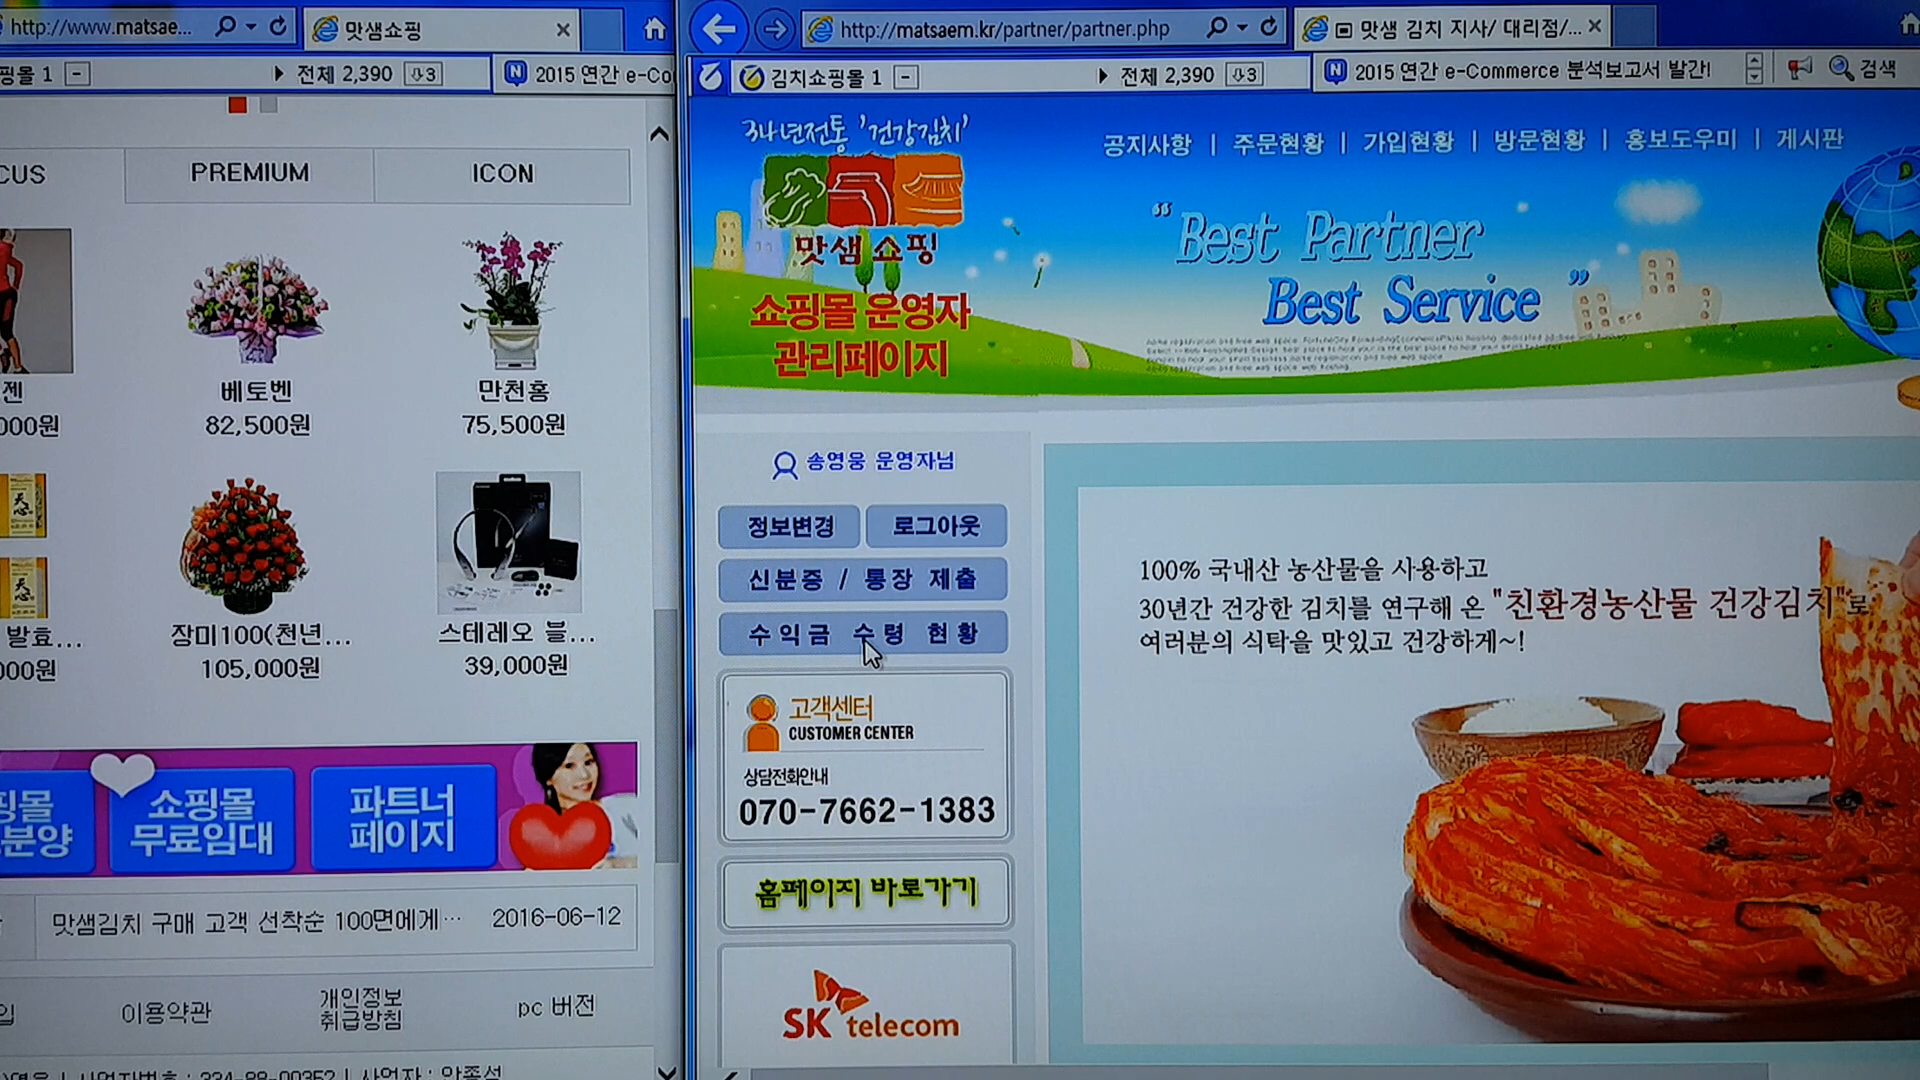 http://www.matsae...
맛샘쇼핑
핑몰 1
전체 2,390
3
2015 연간 e-Co
CUS
PREMIUM
ICON
젠
000원
베토벤
82,500원
만천홍
75,500원
발효...
000원
장미100(천년...
105,000원
스테레오 블...
39,000원
핑몰
분양
쇼핑몰
무료임대
파트너
페이지
맛샘김치 구매 고객 선착순 100명에게…
2016-06-12
입
이용약관
개인정보
취급방침
pc 버전
http://matsaem.kr/partner/partner.php
맛샘 김치 지사/ 대리점/...
김치쇼핑몰 1
전체 2,390
3
2015 연간 e-Commerce 분석보고서 발간!
검색
3나년전통 '건강김치'
맛샘 쇼핑
쇼핑몰 운영자
관리페이지
공지사항 | 주문현황 | 가입현황 | 방문현황 | 홍보도우미 | 게시판
"Best Partner
Best Service"
송영웅 운영자님
정보변경
로그아웃
신분증 / 통장 제출
수익금 수령 현황
고객센터
CUSTOMER CENTER
상담전화안내
070-7662-1383
홈페이지 바로가기
SK telecom
100% 국내산 농산물을 사용하고
30년간 건강한 김치를 연구해 온 "친환경농산물 건강김치"로
여러분의 식탁을 맛있고 건강하게~!